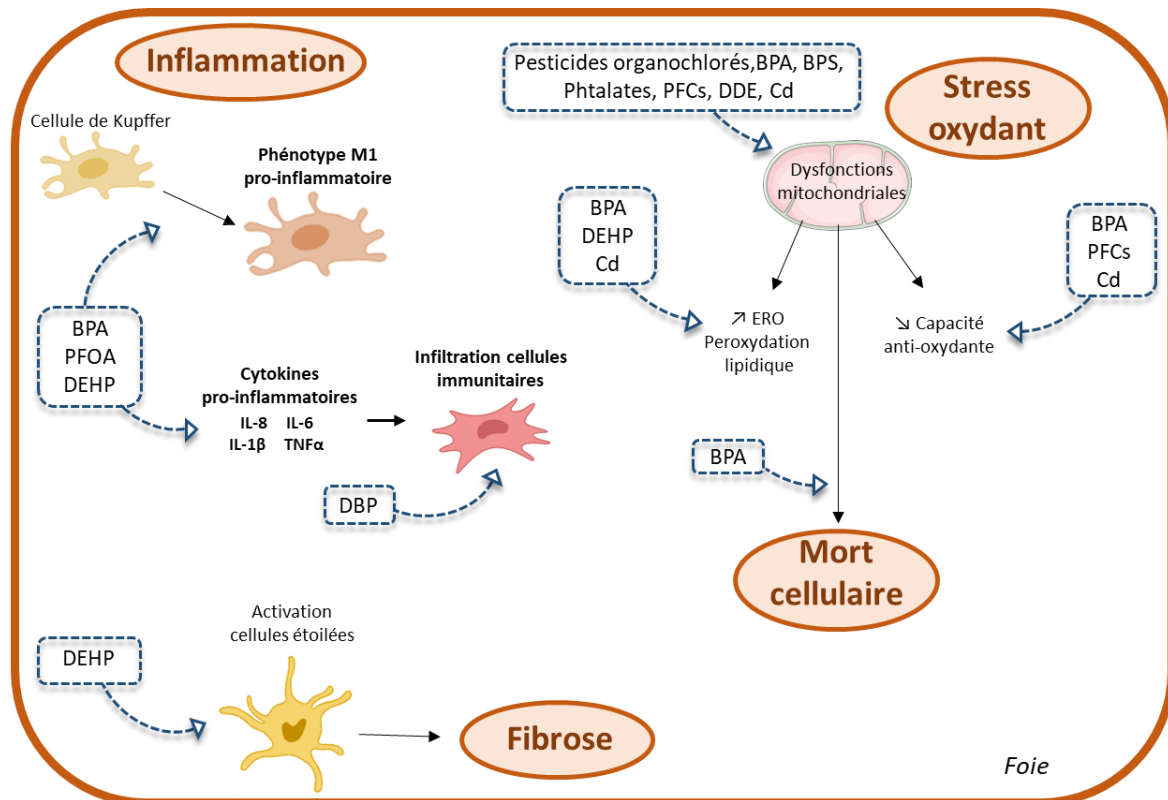 Inflammation
Cellule de Kupffer
Phénotype M1
pro-inflammatoire
BPA
PFOA
DEHP
Cytokines
pro-inflammatoires
IL-8 IL-6
IL-1β TNFα
Infiltration cellules
immunitaires
DBP
Pesticides organochlorés,BPA, BPS,
Phtalates, PFCs, DDE, Cd
Stress
oxydant
Dysfonctions
mitochondriales
BPA
DEHP
Cd
BPA
PFCs
Cd
↗ ERO
Peroxydation
lipidique
↘ Capacité
anti-oxydante
BPA
Mort
cellulaire
Activation
cellules étoilées
DEHP
Fibrose
Foie